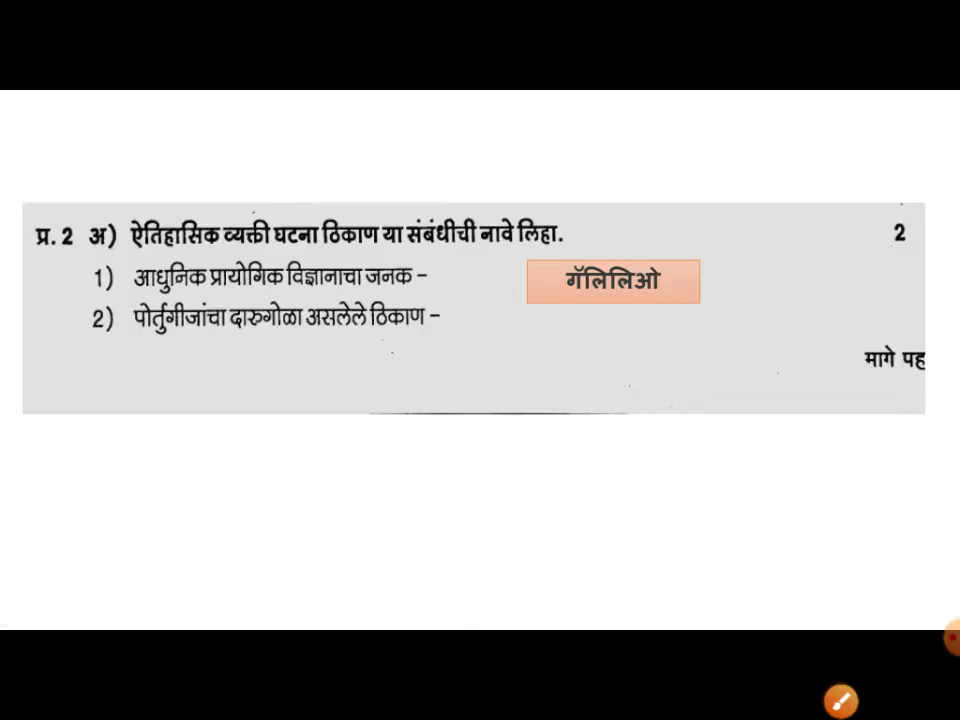 प्र. 2 अ) ऐतिहासिक व्यक्ती घटना ठिकाण या संबंधीची नावे लिहा. 2
1) आधुनिक प्रायोगिक विज्ञानाचा जनक – गॅलिलिओ
2) पोर्तुगीजांचा दारुगोळा असलेले ठिकाण –
मागे पह